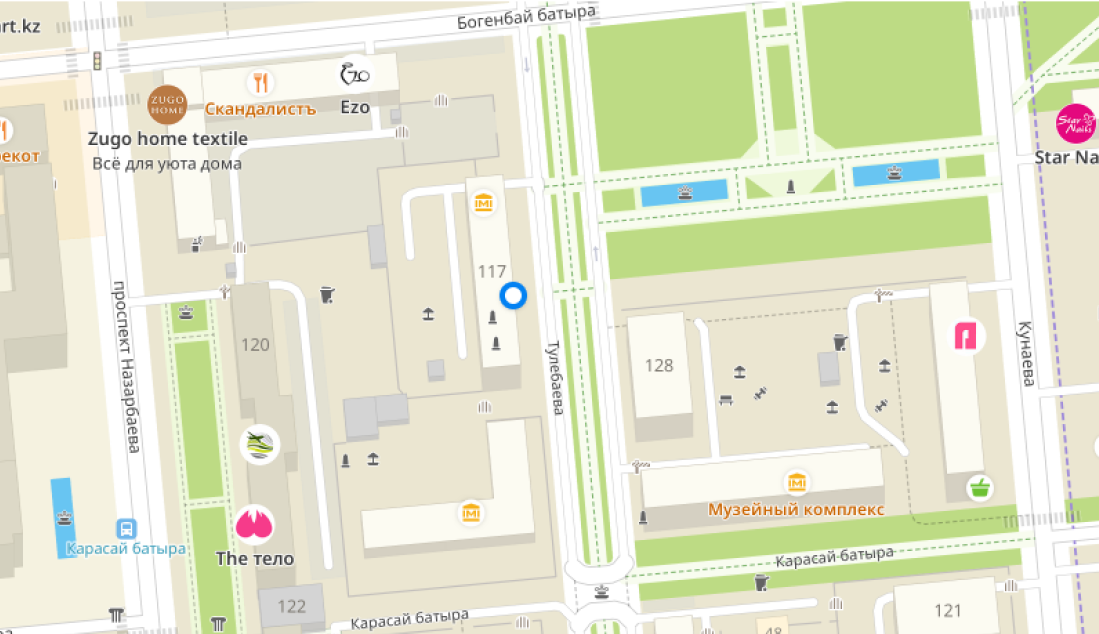 Богенбай батыра
rt.kz
ZUGO
HOME
Скандалистъ
Ezo
Zugo home textile
Всё для уюта дома
Star
Nails
Star Na
екот
117
120
проспект Назарбаева
Тулебаева
128
Кунаева
Музейный комплекс
Карасай батыра
The тело
Карасай батыра
122
Карасай батыра
121
48